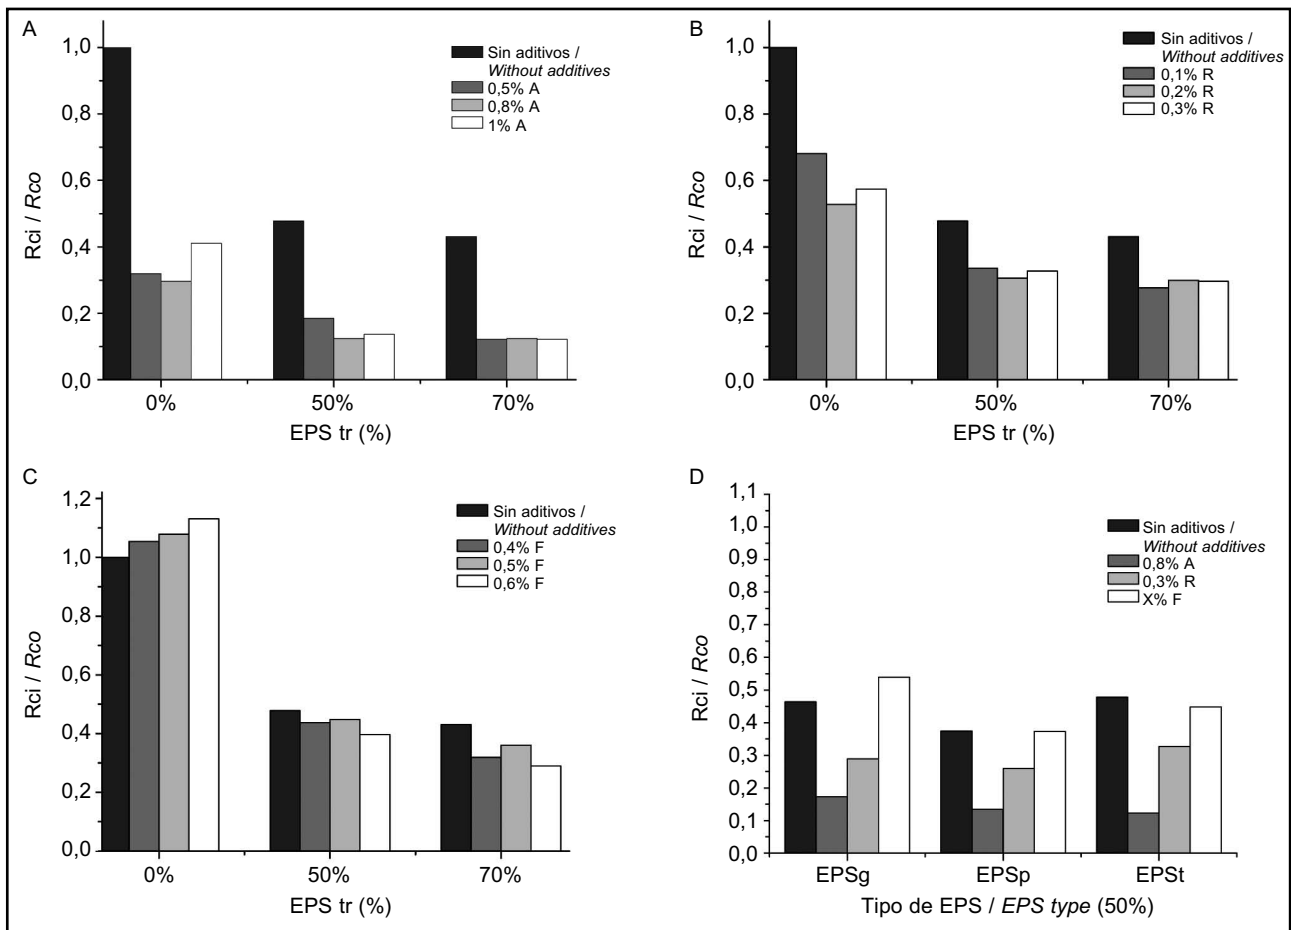 A
1,0
0,8
0,6
0,4
0,2
0,0
Rci / Rco
Sin aditivos /
Without additives
0,5% A
0,8% A
1% A
0%
50%
70%
EPS tr (%)
B
1,0
0,8
0,6
0,4
0,2
0,0
Rci / Rco
Sin aditivos /
Without additives
0,1% R
0,2% R
0,3% R
0%
50%
70%
EPS tr (%)
C
1,2
1,0
0,8
0,6
0,4
0,2
0,0
Rci / Rco
Sin aditivos /
Without additives
0,4% F
0,5% F
0,6% F
0%
50%
70%
EPS tr (%)
D
1,1
1,0
0,9
0,8
0,7
0,6
0,5
0,4
0,3
0,2
0,1
0,0
Rci / Rco
Sin aditivos /
Without additives
0,8% A
0,3% R
X% F
EPSg
EPSp
EPSt
Tipo de EPS / EPS type (50%)